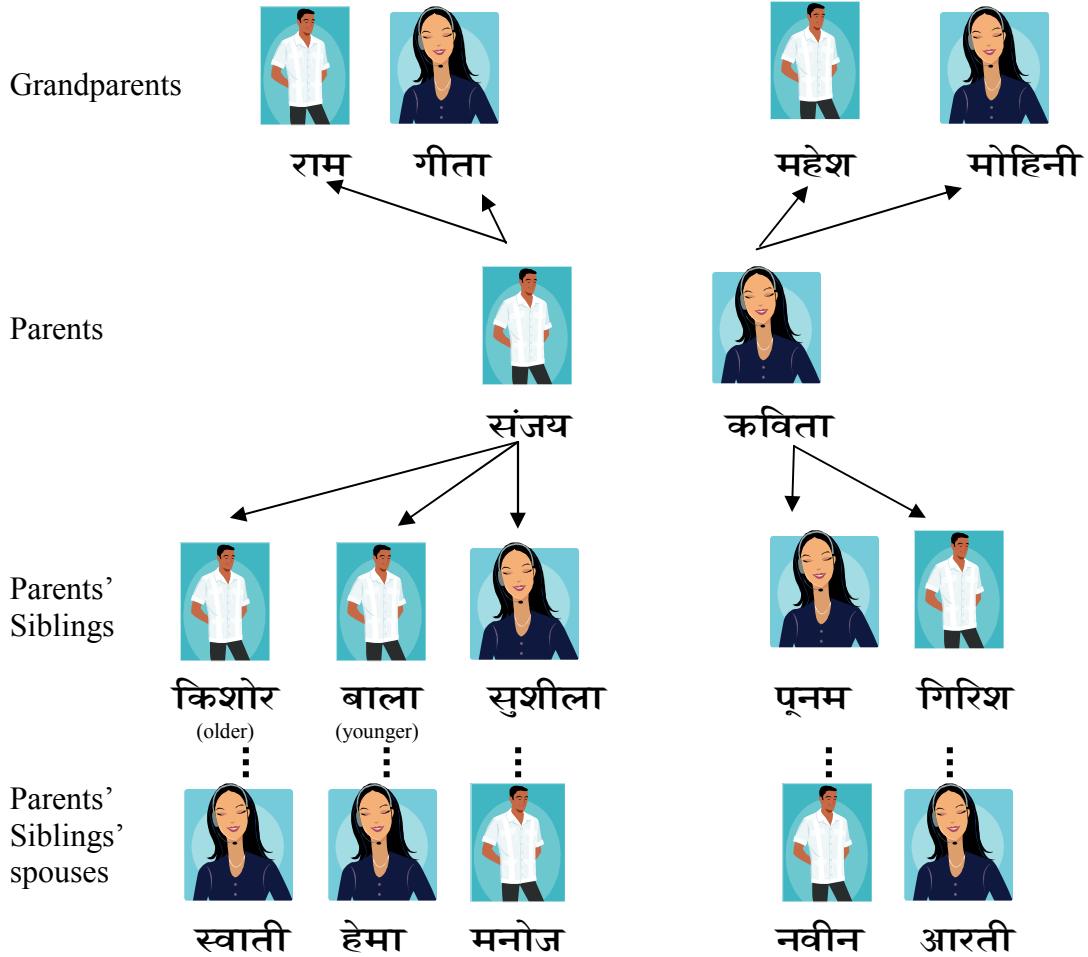 Grandparents
राम गीता महेश मोहिनी
Parents
संजय कविता
Parents’
Siblings
किशोर बाला सुशीला पूनम गिरिश
(older) (younger)
Parents’
Siblings’
spouses
स्वाती हेमा मनोज नवीन आरती